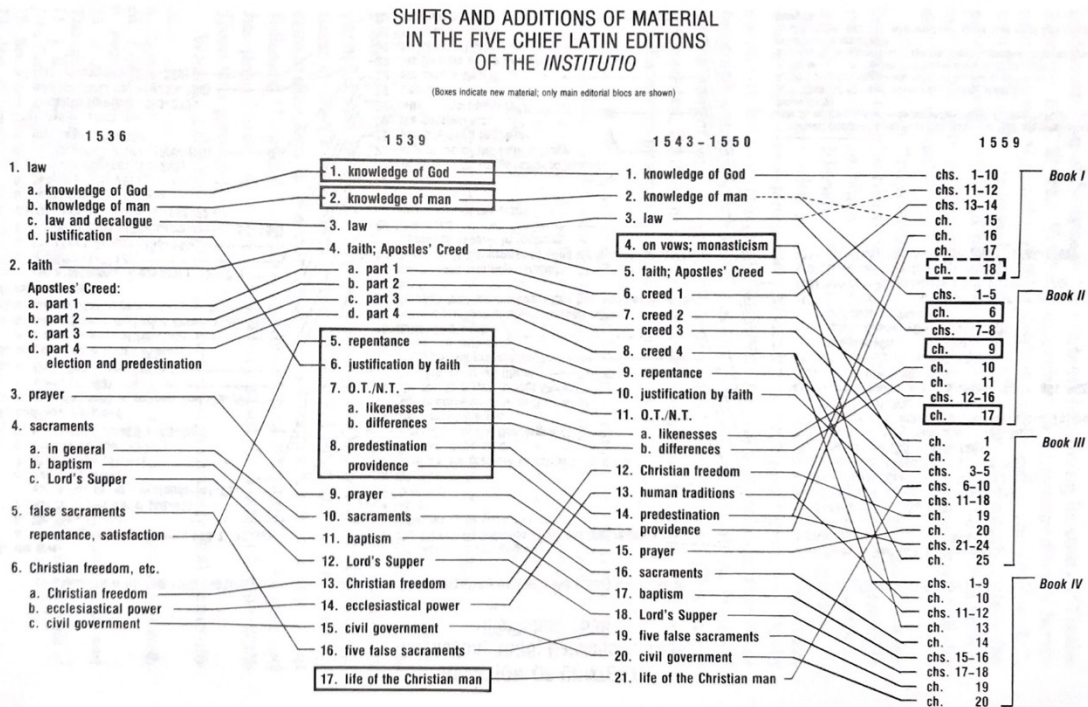 SHIFTS AND ADDITIONS OF MATERIAL
IN THE FIVE CHIEF LATIN EDITIONS
OF THE INSTITUTIO
(Boxes indicate new material; only main editorial blocs are shown)
1536
1. law
a. knowledge of God
b. knowledge of man
c. law and decalogue
d. justification
2. faith
Apostles' Creed:
a. part 1
b. part 2
c. part 3
d. part 4
election and predestination
3. prayer
4. sacraments
a. in general
b. baptism
c. Lord's Supper
5. false sacraments
repentance, satisfaction
6. Christian freedom, etc.
a. Christian freedom
b. ecclesiastical power
c. civil government
1539
1. knowledge of God
2. knowledge of man
3. law
4. faith; Apostles' Creed
a. part 1
b. part 2
c. part 3
d. part 4
5. repentance
6. justification by faith
7. O.T./N.T.
a. likenesses
b. differences
8. predestination
providence
9. prayer
10. sacraments
11. baptism
12. Lord's Supper
13. Christian freedom
14. ecclesiastical power
15. civil government
16. five false sacraments
17. life of the Christian man
1543-1550
1. knowledge of God
2. knowledge of man
3. law
4. on vows; monasticism
5. faith; Apostles' Creed
6. creed 1
7. creed 2
creed 3
8. creed 4
9. repentance
10. justification by faith
11. O.T./N.T.
a. likenesses
b. differences
12. Christian freedom
13. human traditions
14. predestination
providence
15. prayer
16. sacraments
17. baptism
18. Lord's Supper
19. five false sacraments
20. civil government
21. life of the Christian man
1559
chs. 1-10
chs. 11-12
chs. 13-14
ch. 15
ch. 16
ch. 17
ch. 18
Book I
chs. 1-5
ch. 6
chs. 7-8
ch. 9
ch. 10
ch. 11
chs. 12-16
ch. 17
Book II
ch. 1
ch. 2
chs. 3-5
chs. 6-10
chs. 11-18
ch. 19
ch. 20
chs. 21-24
ch. 25
Book III
chs. 1-9
ch. 10
chs. 11-12
ch. 13
ch. 14
chs. 15-16
chs. 17-18
ch. 19
ch. 20
Book IV